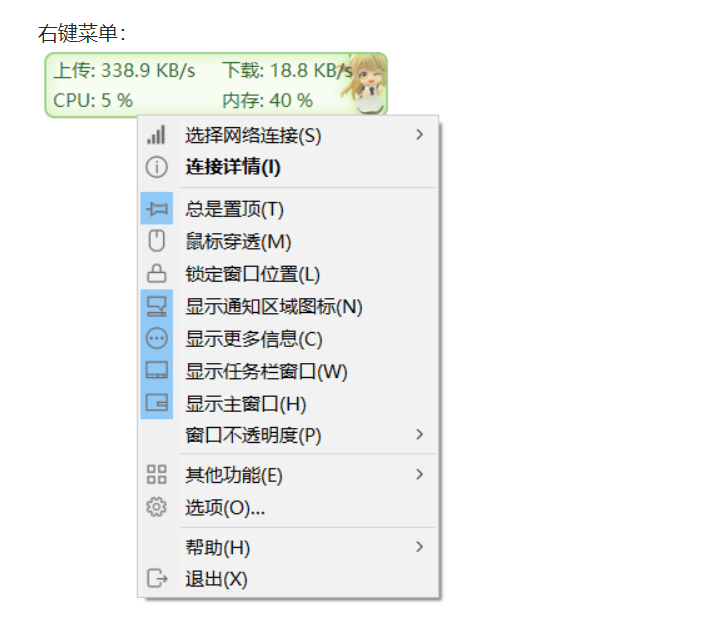 右键菜单：
上传: 338.9 KB/s 下载: 18.8 KB/s
CPU: 5 % 内存: 40 %
选择网络连接(S)
连接详情(I)
总是置顶(T)
鼠标穿透(M)
锁定窗口位置(L)
显示通知区域图标(N)
显示更多信息(C)
显示任务栏窗口(W)
显示主窗口(H)
窗口不透明度(P)
其他功能(E)
选项(O)...
帮助(H)
退出(X)